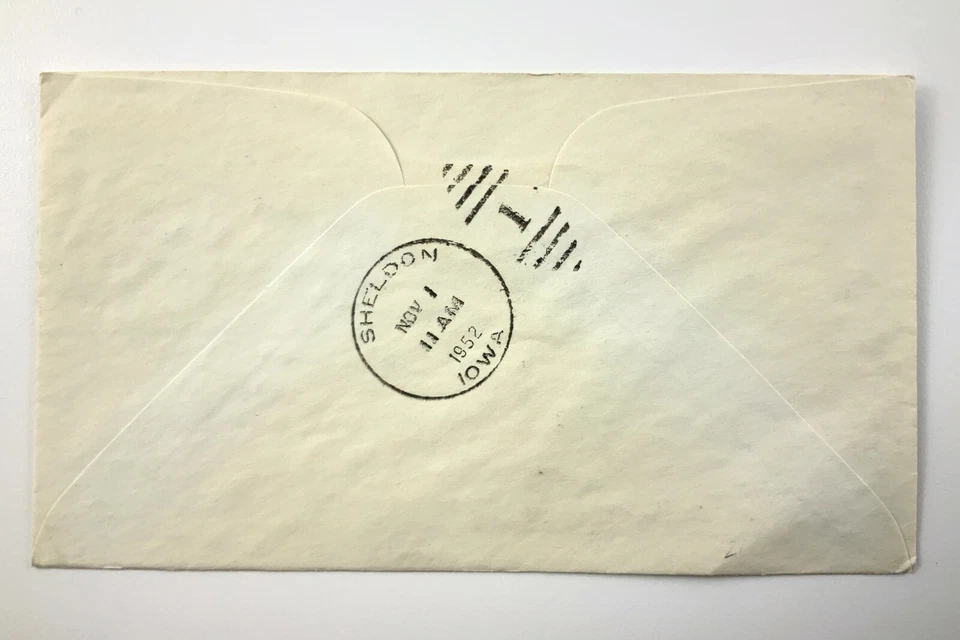 1
SHELDON
NOV 1
11 AM
1952
IOWA